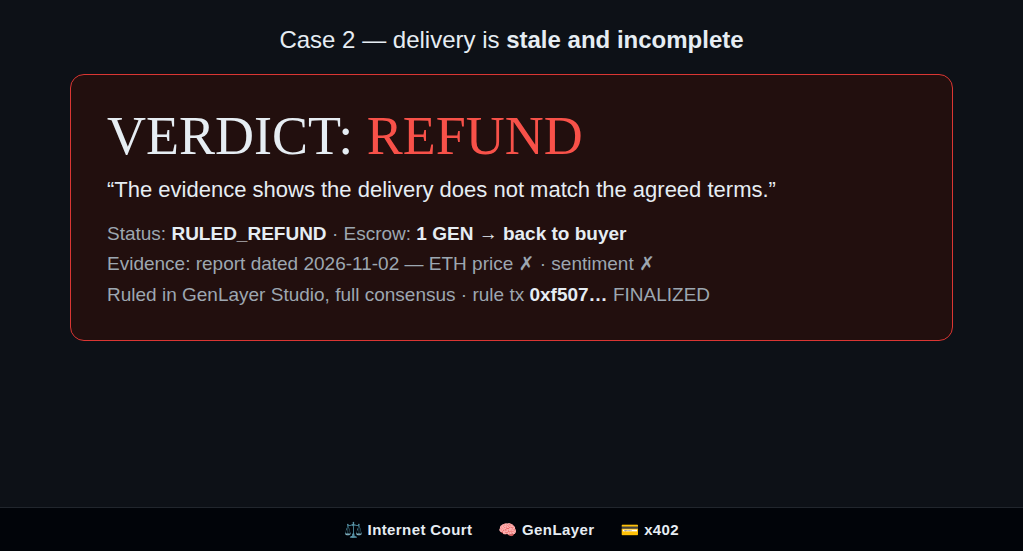 Case 2 — delivery is stale and incomplete
VERDICT: REFUND
“The evidence shows the delivery does not match the agreed terms.”
Status: RULED_REFUND · Escrow: 1 GEN → back to buyer
Evidence: report dated 2026-11-02 — ETH price ✗ · sentiment ✗
Ruled in GenLayer Studio, full consensus · rule tx 0xf507… FINALIZED
⚖️ Internet Court 🧠 GenLayer 💳 x402